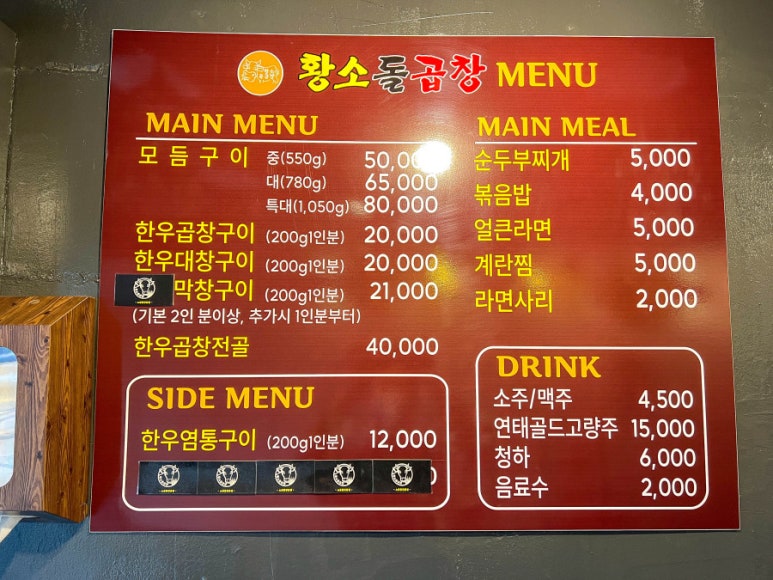 황소돌곱창 MENU
MAIN MENU
모듬구이 중(550g) 50,000
대(780g) 65,000
특대(1,050g) 80,000
한우곱창구이 (200g1인분) 20,000
한우대창구이 (200g1인분) 20,000
막창구이 (200g1인분) 21,000
(기본 2인 분이상, 추가시 1인분부터)
한우곱창전골 40,000
SIDE MENU
한우염통구이 (200g1인분) 12,000
MAIN MEAL
순두부찌개 5,000
볶음밥 4,000
얼큰라면 5,000
계란찜 5,000
라면사리 2,000
DRINK
소주/맥주 4,500
연태골드고량주 15,000
청하 6,000
음료수 2,000